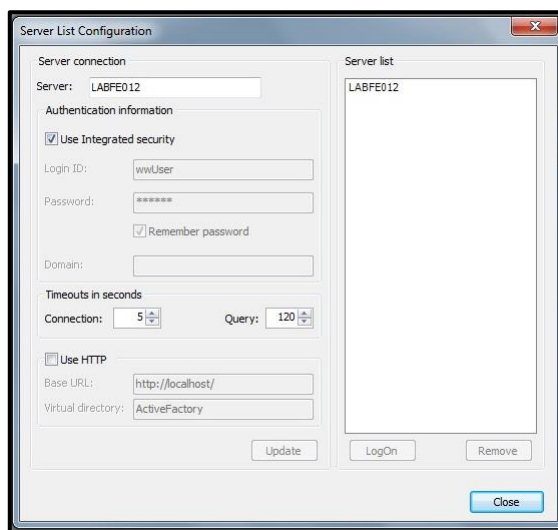 Server List Configuration
Server connection
Server: LABFE012
Authentication information
Use Integrated security
Login ID: wwUser
Password: ******
Remember password
Domain:
Timeouts in seconds
Connection: 5 Query: 120
Use HTTP
Base URL: http://localhost/
Virtual directory: ActiveFactory
Update
Server list
LABFE012
LogOn Remove
Close